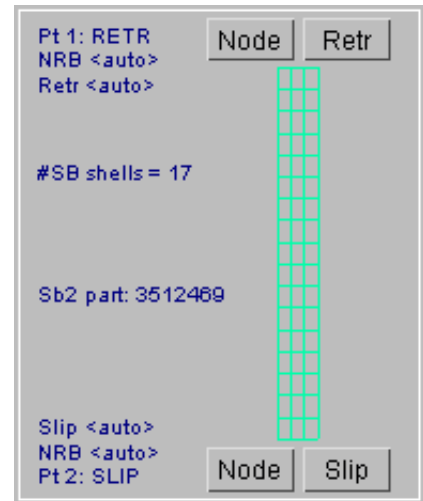 Pt 1: RETR
Node
Retr
NRB <auto>
Retr <auto>
#SB shells = 17
Sb2 part: 3512469
Slip <auto>
NRB <auto>
Pt 2: SLIP
Node
Slip